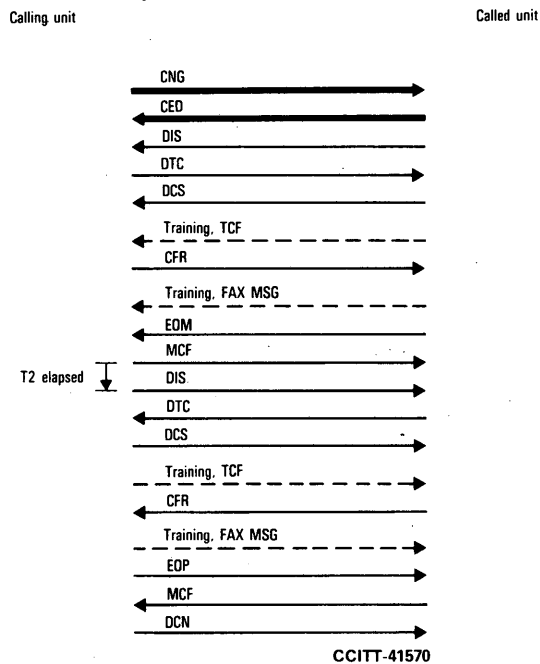 Calling unit
Called unit
CNG
CED
DIS
DTC
DCS
Training, TCF
CFR
Training, FAX MSG
EOM
MCF
T2 elapsed
DIS
DTC
DCS
Training, TCF
CFR
Training, FAX MSG
EOP
MCF
DCN
CCITT-41570